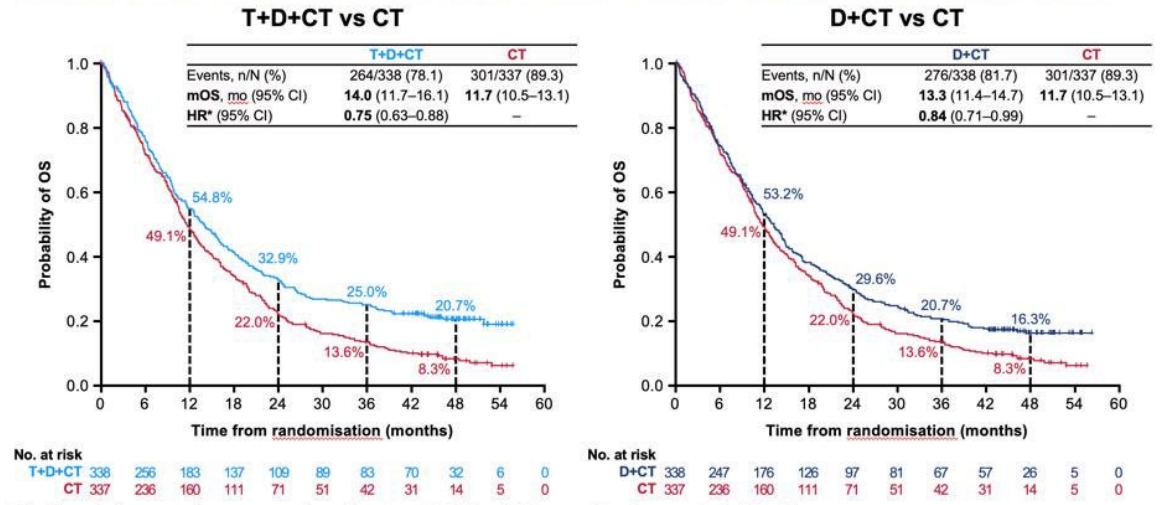 T+D+CT vs CT
T+D+CT CT
Events, n/N (%) 264/338 (78.1) 301/337 (89.3)
mOS, mo (95% CI) 14.0 (11.7–16.1) 11.7 (10.5–13.1)
HR* (95% CI) 0.75 (0.63–0.88) –
Probability of OS
1.0
0.8
0.6
0.4
0.2
0.0
54.8%
49.1%
32.9%
22.0%
25.0%
13.6%
20.7%
8.3%
0 6 12 18 24 30 36 42 48 54 60
Time from randomisation (months)
No. at risk
T+D+CT 338 256 183 137 109 89 83 70 32 6 0
CT 337 236 160 111 71 51 42 31 14 5 0
D+CT vs CT
D+CT CT
Events, n/N (%) 276/338 (81.7) 301/337 (89.3)
mOS, mo (95% CI) 13.3 (11.4–14.7) 11.7 (10.5–13.1)
HR* (95% CI) 0.84 (0.71–0.99) –
Probability of OS
1.0
0.8
0.6
0.4
0.2
0.0
53.2%
49.1%
29.6%
22.0%
20.7%
13.6%
16.3%
8.3%
0 6 12 18 24 30 36 42 48 54 60
Time from randomisation (months)
No. at risk
D+CT 338 247 176 126 97 81 67 57 26 5 0
CT 337 236 160 111 71 51 42 31 14 5 0